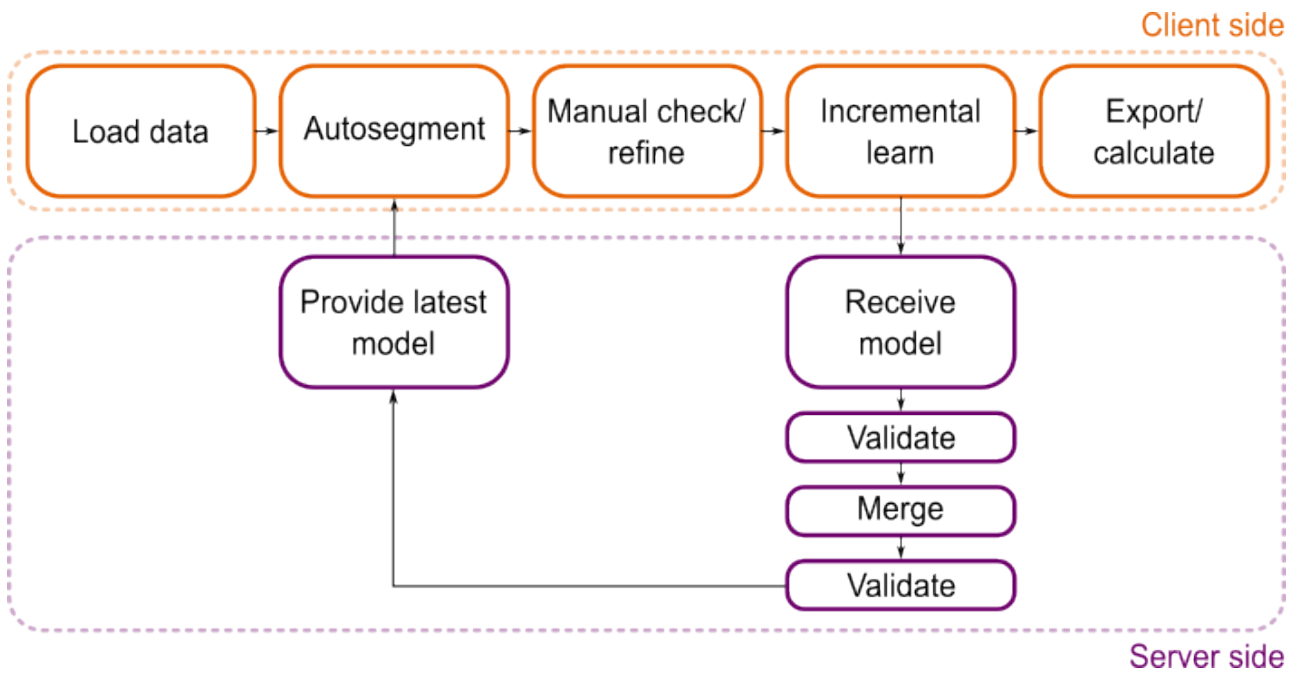 Client side
Load data
Autosegment
Manual check/
refine
Incremental
learn
Export/
calculate
Provide latest
model
Receive
model
Validate
Merge
Validate
Server side